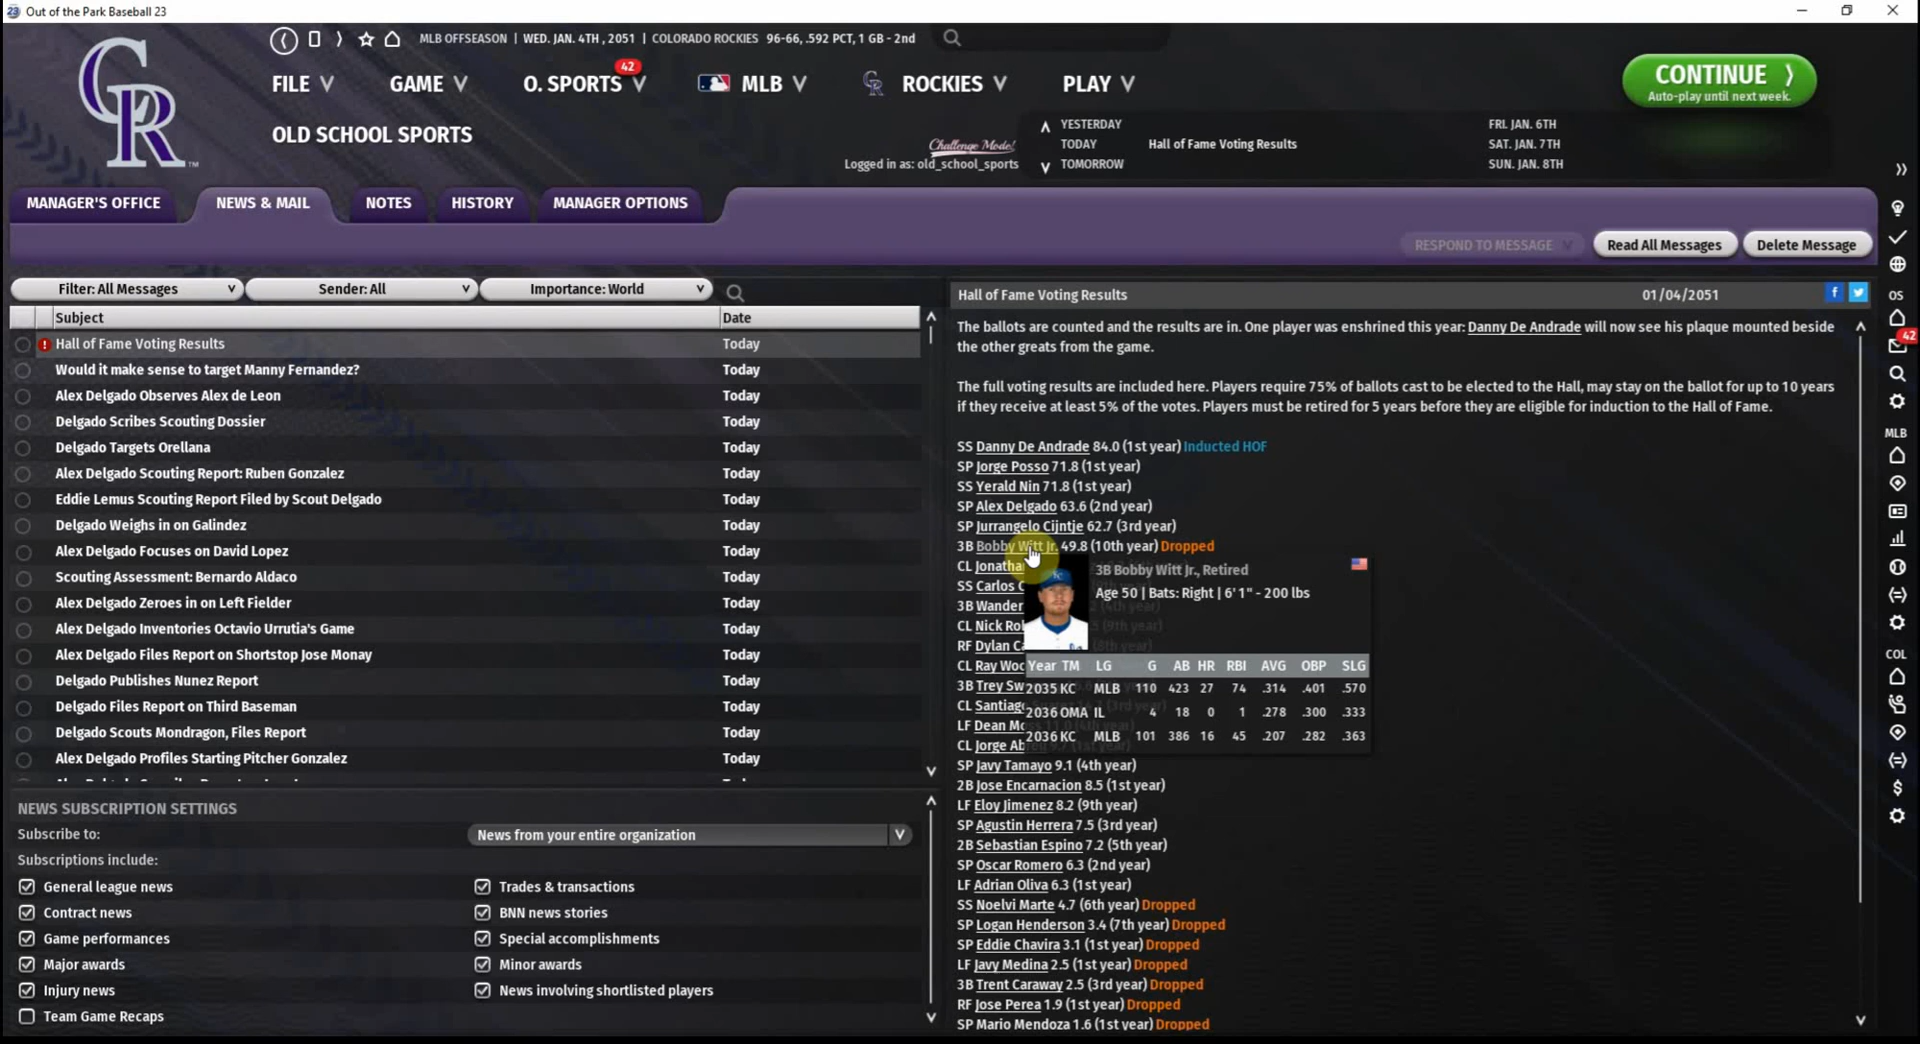 Out of the Park Baseball 23
MLB OFFSEASON | WED. JAN. 4TH , 2051 | COLORADO ROCKIES 96-66, .592 PCT, 1 GB - 2nd
FILE GAME O. SPORTS 42 MLB ROCKIES PLAY
CONTINUE
Auto-play until next week.
OLD SCHOOL SPORTS
Challenge Mode!
Logged in as: old_school_sports
YESTERDAY
TODAY Hall of Fame Voting Results
TOMORROW
FRI. JAN. 6TH
SAT. JAN. 7TH
SUN. JAN. 8TH
MANAGER'S OFFICE NEWS & MAIL NOTES HISTORY MANAGER OPTIONS
RESPOND TO MESSAGE Read All Messages Delete Message
Filter: All Messages Sender: All Importance: World
Subject Date
Hall of Fame Voting Results Today
Would it make sense to target Manny Fernandez? Today
Alex Delgado Observes Alex de Leon Today
Delgado Scribes Scouting Dossier Today
Delgado Targets Orellana Today
Alex Delgado Scouting Report: Ruben Gonzalez Today
Eddie Lemus Scouting Report Filed by Scout Delgado Today
Delgado Weighs in on Galindez Today
Alex Delgado Focuses on David Lopez Today
Scouting Assessment: Bernardo Aldaco Today
Alex Delgado Zeroes in on Left Fielder Today
Alex Delgado Inventories Octavio Urrutia's Game Today
Alex Delgado Files Report on Shortstop Jose Monay Today
Delgado Publishes Nunez Report Today
Delgado Files Report on Third Baseman Today
Delgado Scouts Mondragon, Files Report Today
Alex Delgado Profiles Starting Pitcher Gonzalez Today
NEWS SUBSCRIPTION SETTINGS
Subscribe to: News from your entire organization
Subscriptions include:
General league news Trades & transactions
Contract news BNN news stories
Game performances Special accomplishments
Major awards Minor awards
Injury news News involving shortlisted players
Team Game Recaps
Hall of Fame Voting Results 01/04/2051
The ballots are counted and the results are in. One player was enshrined this year: Danny De Andrade will now see his plaque mounted beside
the other greats from the game.
The full voting results are included here. Players require 75% of ballots cast to be elected to the Hall, may stay on the ballot for up to 10 years
if they receive at least 5% of the votes. Players must be retired for 5 years before they are eligible for induction to the Hall of Fame.
SS Danny De Andrade 84.0 (1st year) Inducted HOF
SP Jorge Posso 71.8 (1st year)
SS Yerald Nin 71.8 (1st year)
SP Alex Delgado 63.6 (2nd year)
SP Jurrangelo Cijntje 62.7 (3rd year)
3B Bobby Witt Jr. 49.8 (10th year) Dropped
CL Jonatha
SS Carlos
3B Wander
CL Nick Ro
RF Dylan
CL Ray Woo
3B Trey Sw
CL Santiag
LF Dean
CL Jorge Ab
3B Bobby Witt Jr., Retired
Age 50 | Bats: Right | 6' 1" - 200 lbs
Year TM LG G AB HR RBI AVG OBP SLG
2035 KC MLB 110 423 27 74 .314 .401 .570
2036 OMA IL 4 18 0 1 .278 .300 .333
2036 KC MLB 101 386 16 45 .207 .282 .363
SP Javy Tamayo 9.1 (4th year)
2B Jose Encarnacion 8.5 (1st year)
LF Eloy Jimenez 8.2 (9th year)
SP Agustin Herrera 7.5 (3rd year)
2B Sebastian Espino 7.2 (5th year)
SP Oscar Romero 6.3 (2nd year)
LF Adrian Oliva 6.3 (1st year)
SS Noelvi Marte 4.7 (6th year) Dropped
SP Logan Henderson 3.4 (7th year) Dropped
SP Eddie Chavira 3.1 (1st year) Dropped
LF Javy Medina 2.5 (1st year) Dropped
3B Trent Caraway 2.5 (3rd year) Dropped
RF Jose Perea 1.9 (1st year) Dropped
SP Mario Mendoza 1.6 (1st year) Dropped
OS
42
MLB
COL